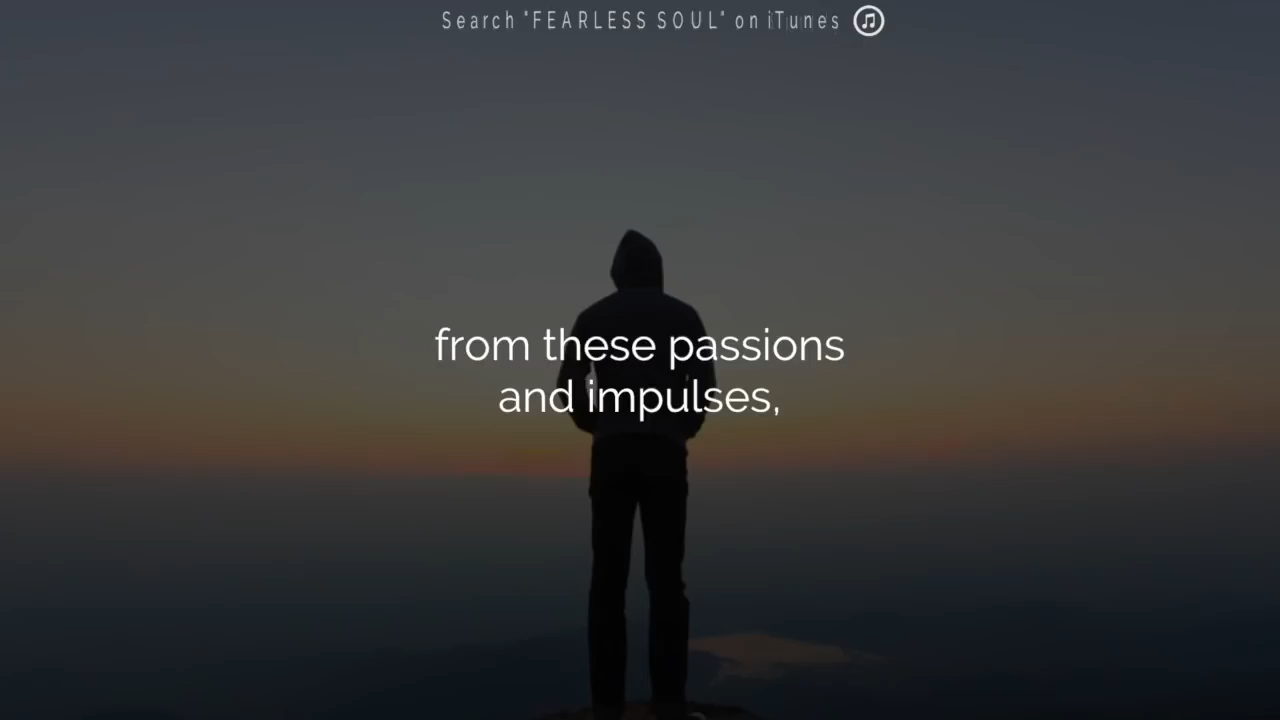 Search "FEARLESS SOUL" on iTunes
from these passions
and impulses,